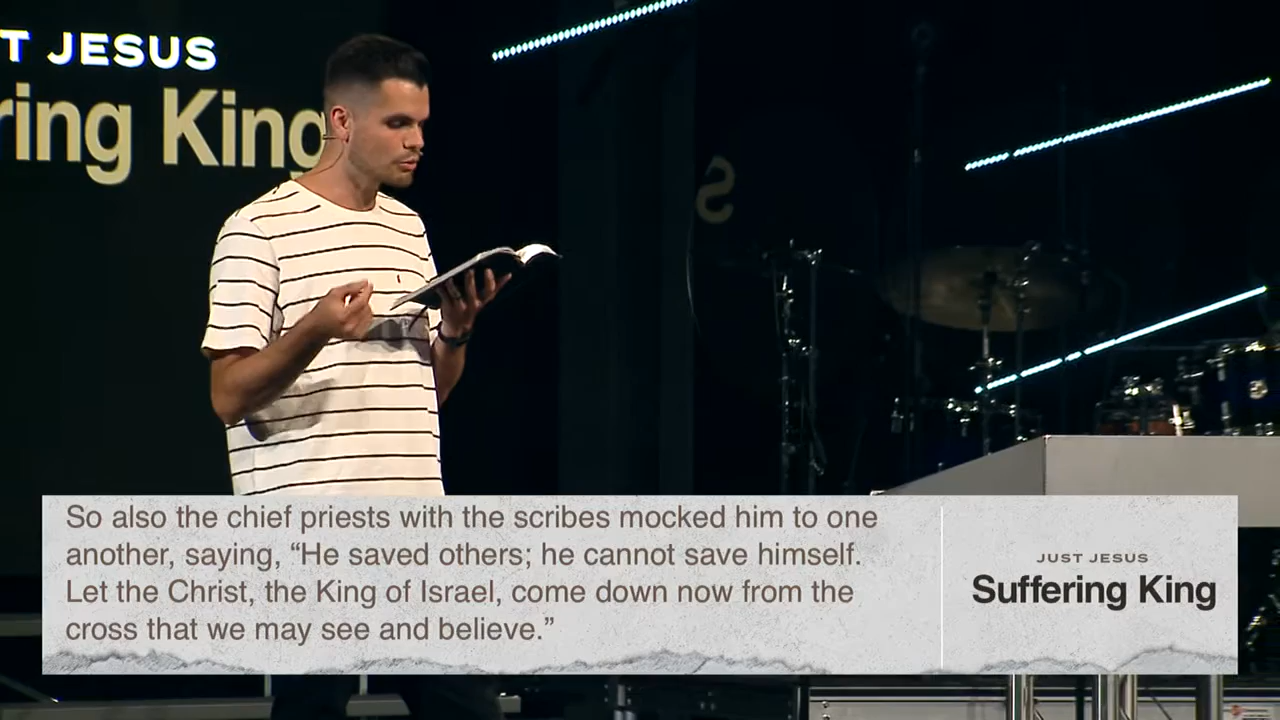 T JESUS
ring King
S
So also the chief priests with the scribes mocked him to one
another, saying, “He saved others; he cannot save himself.
Let the Christ, the King of Israel, come down now from the
cross that we may see and believe.”
JUST JESUS
Suffering King